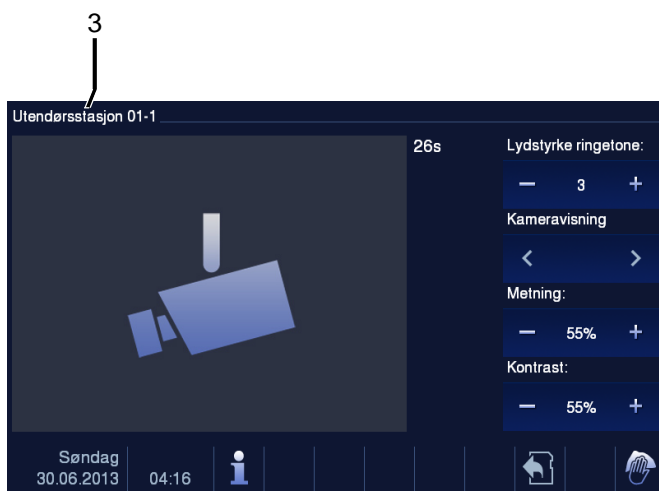 3
Utendørsstasjon 01-1
26s
Lydstyrke ringetone:
− 3 +
Kameravisning
< >
Metning:
− 55% +
Kontrast:
− 55% +
Søndag
30.06.2013 04:16
i